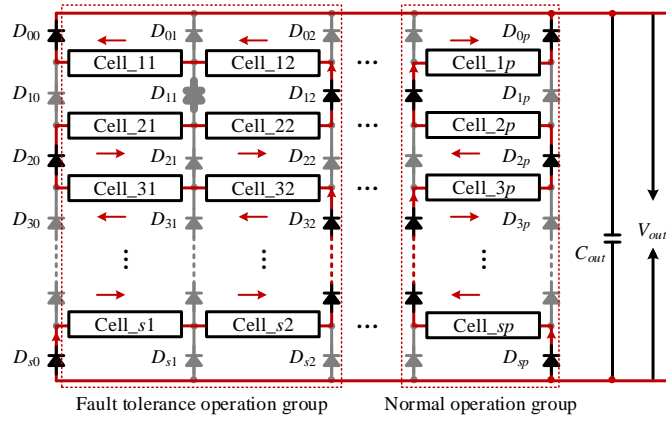 D00 D01 D02 D0p
Cell_11 Cell_12 ... Cell_1p
D10 D11 D12 D1p
Cell_21 Cell_22 Cell_2p
D20 D21 D22 D2p
Cell_31 Cell_32 ... Cell_3p
D30 D31 D32 D3p
Cout Vout
Cell_s1 Cell_s2 ... Cell_sp
Ds0 Ds1 Ds2 Dsp
Fault tolerance operation group Normal operation group